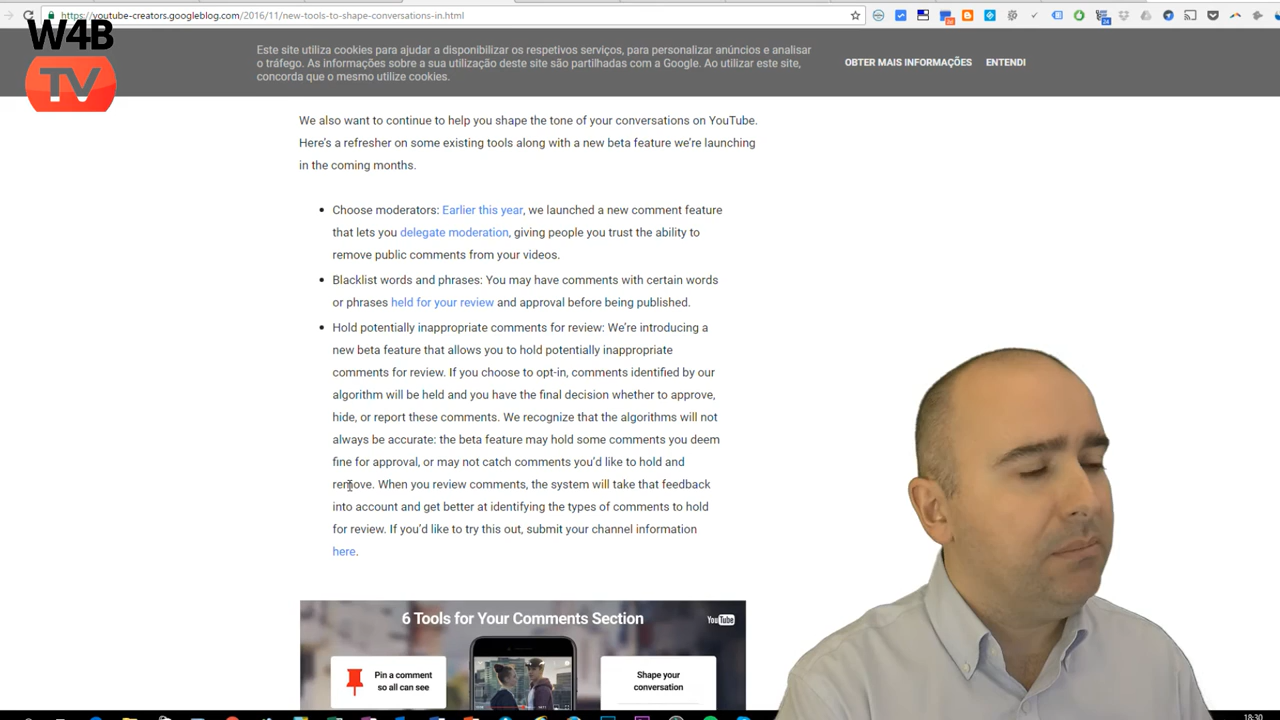 https://youtube-creators.googleblog.com/2016/11/new-tools-to-shape-conversations-in.html
W4B
TV
Este site utiliza cookies para ajudar a disponibilizar os respetivos serviços, para personalizar anúncios e analisar
o tráfego. As informações sobre a sua utilização deste site são partilhadas com a Google. Ao utilizar este site,
concorda que o mesmo utilize cookies.
OBTER MAIS INFORMAÇÕES
ENTENDI
We also want to continue to help you shape the tone of your conversations on YouTube.
Here’s a refresher on some existing tools along with a new beta feature we’re launching
in the coming months.
Choose moderators: Earlier this year, we launched a new comment feature
that lets you delegate moderation, giving people you trust the ability to
remove public comments from your videos.
Blacklist words and phrases: You may have comments with certain words
or phrases held for your review and approval before being published.
Hold potentially inappropriate comments for review: We’re introducing a
new beta feature that allows you to hold potentially inappropriate
comments for review. If you choose to opt-in, comments identified by our
algorithm will be held and you have the final decision whether to approve,
hide, or report these comments. We recognize that the algorithms will not
always be accurate: the beta feature may hold some comments you deem
fine for approval, or may not catch comments you’d like to hold and
remove. When you review comments, the system will take that feedback
into account and get better at identifying the types of comments to hold
for review. If you’d like to try this out, submit your channel information
here.
6 Tools for Your Comments Section
YouTube
Pin a comment
so all can see
Shape your
conversation
18:30